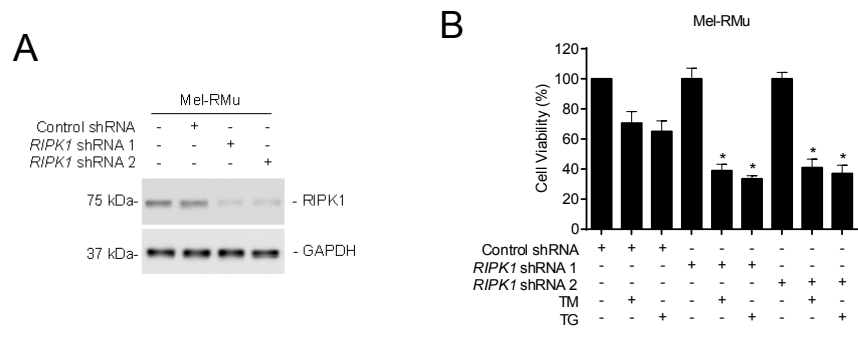 A
Mel-RMu
Control shRNA - + - -
RIPK1 shRNA 1 - - + -
RIPK1 shRNA 2 - - - +
75 kDa- - RIPK1
37 kDa- - GAPDH
B
Mel-RMu
Cell Viability (%)
120
100
80
60
40
20
0
* * * *
Control shRNA + + + - - - - - -
RIPK1 shRNA 1 - - - + + + - - -
RIPK1 shRNA 2 - - - - - - + + +
TM - + - - + - - + -
TG - - + - - + - - +